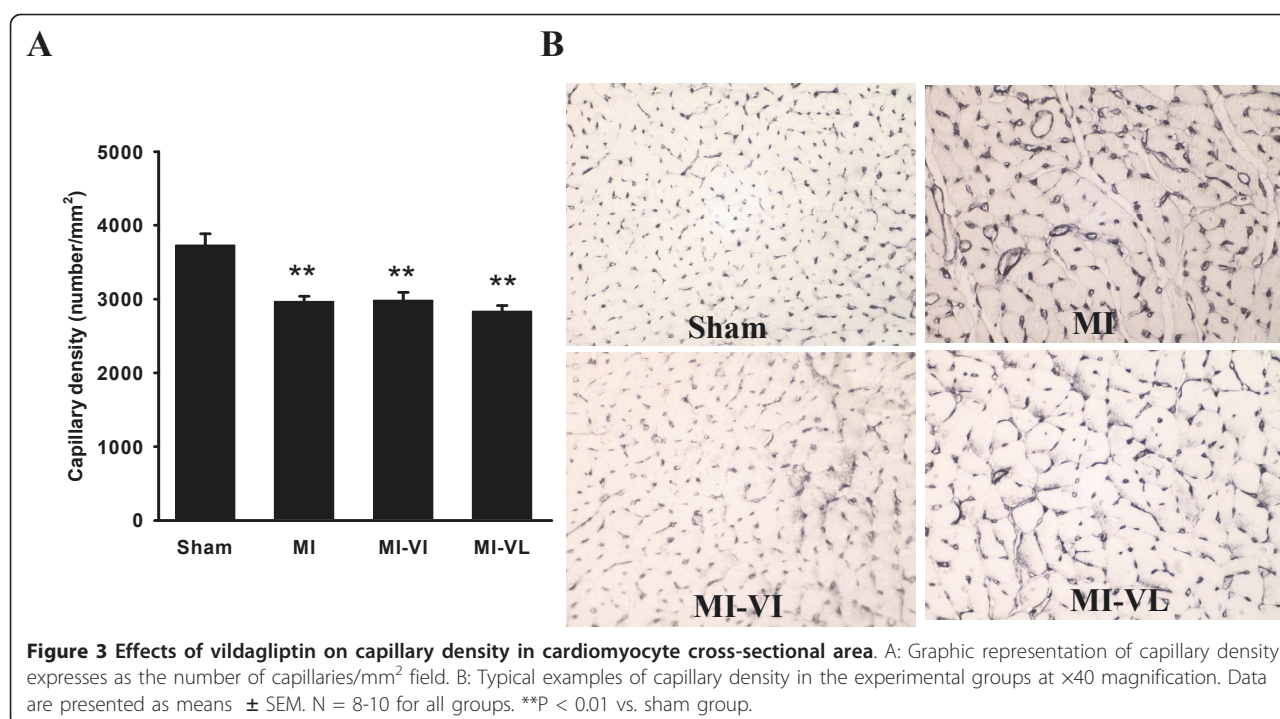 A
B
Capillary density (number/mm²)
5000
4000
3000
2000
1000
0
**
**
**
Sham
MI
MI-VI
MI-VL
Sham
MI
MI-VI
MI-VL
Figure 3 Effects of vildagliptin on capillary density in cardiomyocyte cross-sectional area. A: Graphic representation of capillary density
expresses as the number of capillaries/mm² field. B: Typical examples of capillary density in the experimental groups at ×40 magnification. Data
are presented as means ± SEM. N = 8-10 for all groups. **P < 0.01 vs. sham group.